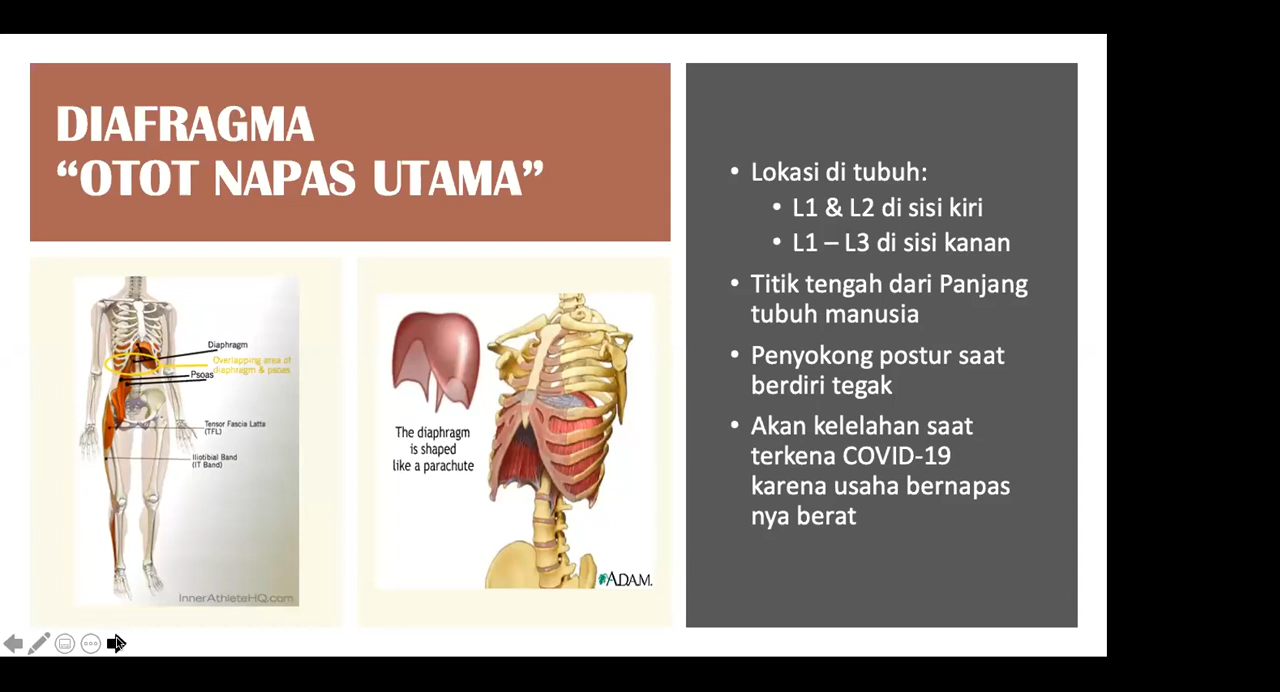 DIAFRAGMA
“OTOT NAPAS UTAMA”
Diaphragm
Overlapping area of
diaphragm & psoas
Psoas
Tensor Fascia Latta
(TFL)
Iliotibial Band
(IT Band)
InnerAthleteHQ.com
The diaphragm
is shaped
like a parachute
ADAM.
• Lokasi di tubuh:
• L1 & L2 di sisi kiri
• L1 – L3 di sisi kanan
• Titik tengah dari Panjang
tubuh manusia
• Penyokong postur saat
berdiri tegak
• Akan kelelahan saat
terkena COVID-19
karena usaha bernapas
nya berat